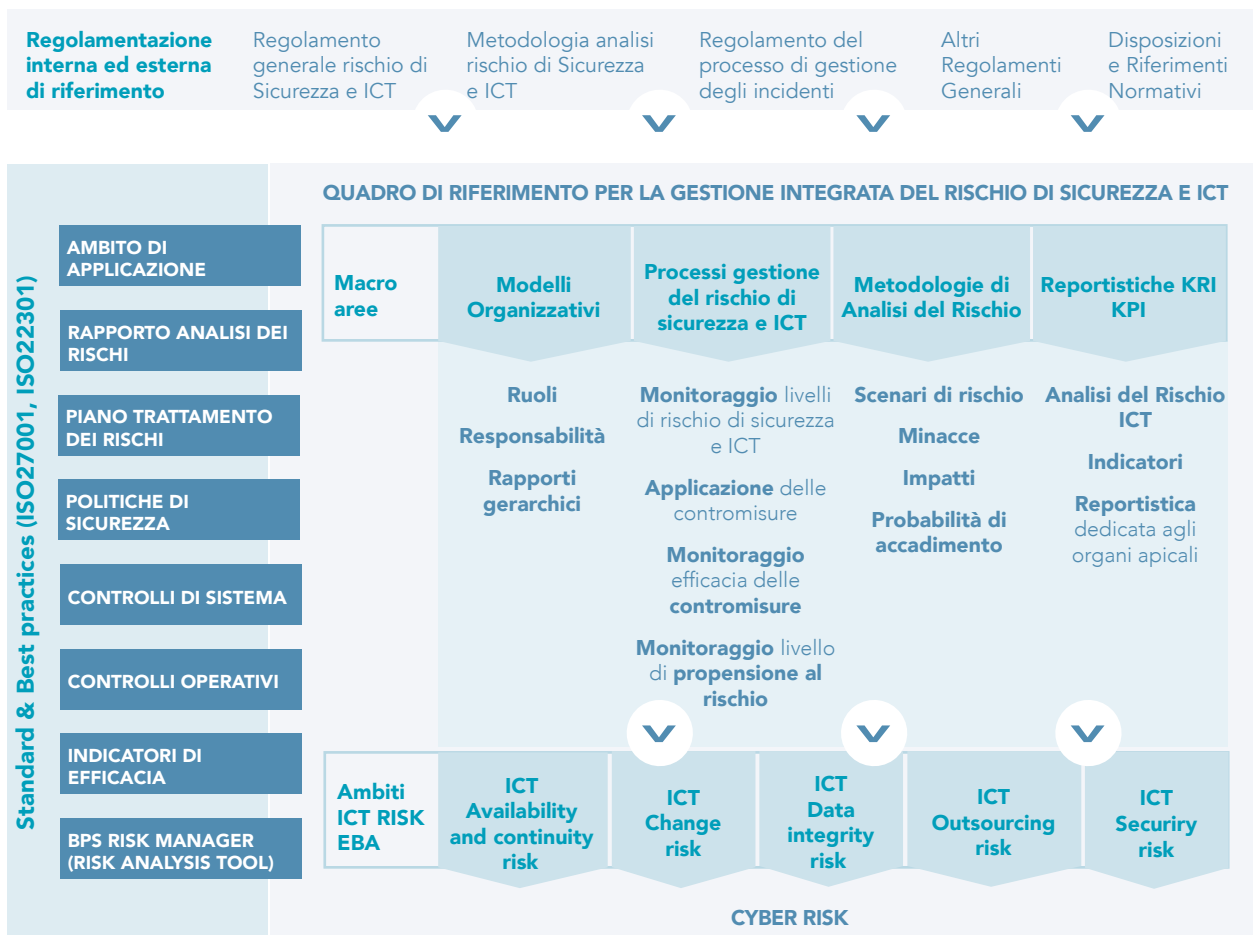 Regolamentazione
interna ed esterna
di riferimento
Regolamento
generale rischio di
Sicurezza e ICT
Metodologia analisi
rischio di Sicurezza
e ICT
Regolamento del
processo di gestione
degli incidenti
Altri
Regolamenti
Generali
Disposizioni
e Riferimenti
Normativi
Standard & Best practices (ISO27001, ISO22301)
AMBITO DI
APPLICAZIONE
RAPPORTO ANALISI DEI
RISCHI
PIANO TRATTAMENTO
DEI RISCHI
POLITICHE DI
SICUREZZA
CONTROLLI DI SISTEMA
CONTROLLI OPERATIVI
INDICATORI DI
EFFICACIA
BPS RISK MANAGER
(RISK ANALYSIS TOOL)
QUADRO DI RIFERIMENTO PER LA GESTIONE INTEGRATA DEL RISCHIO DI SICUREZZA E ICT
Macro
aree
Modelli
Organizzativi
Processi gestione
del rischio di
sicurezza e ICT
Metodologie di
Analisi del Rischio
Reportistiche KRI
KPI
Ruoli
Responsabilità
Rapporti
gerarchici
Monitoraggio livelli
di rischio di sicurezza
e ICT
Applicazione delle
contromisure
Monitoraggio
efficacia delle
contromisure
Monitoraggio livello
di propensione al
rischio
Scenari di rischio
Minacce
Impatti
Probabilità di
accadimento
Analisi del Rischio
ICT
Indicatori
Reportistica
dedicata agli
organi apicali
Ambiti
ICT RISK
EBA
ICT
Availability
and continuity
risk
ICT
Change
risk
ICT
Data
integrity
risk
ICT
Outsourcing
risk
ICT
Securiry
risk
CYBER RISK